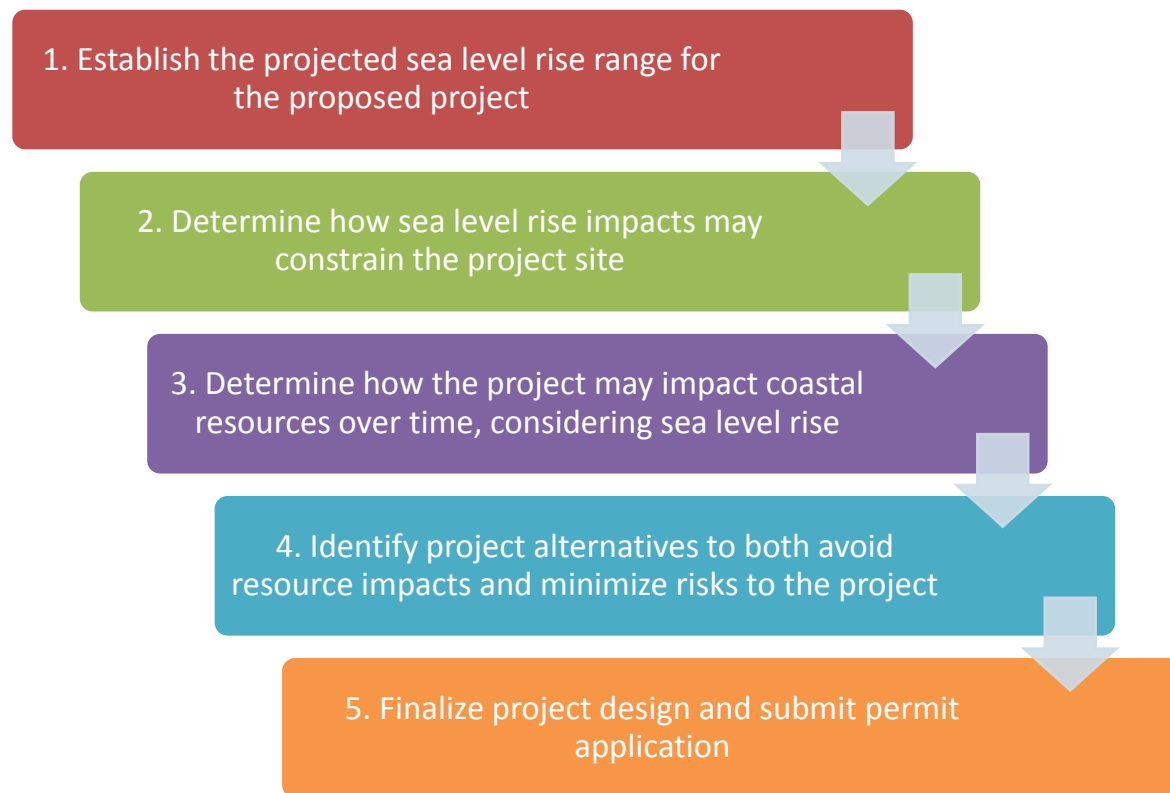 1. Establish the projected sea level rise range for
the proposed project
2. Determine how sea level rise impacts may
constrain the project site
3. Determine how the project may impact coastal
resources over time, considering sea level rise
4. Identify project alternatives to both avoid
resource impacts and minimize risks to the project
5. Finalize project design and submit permit
application